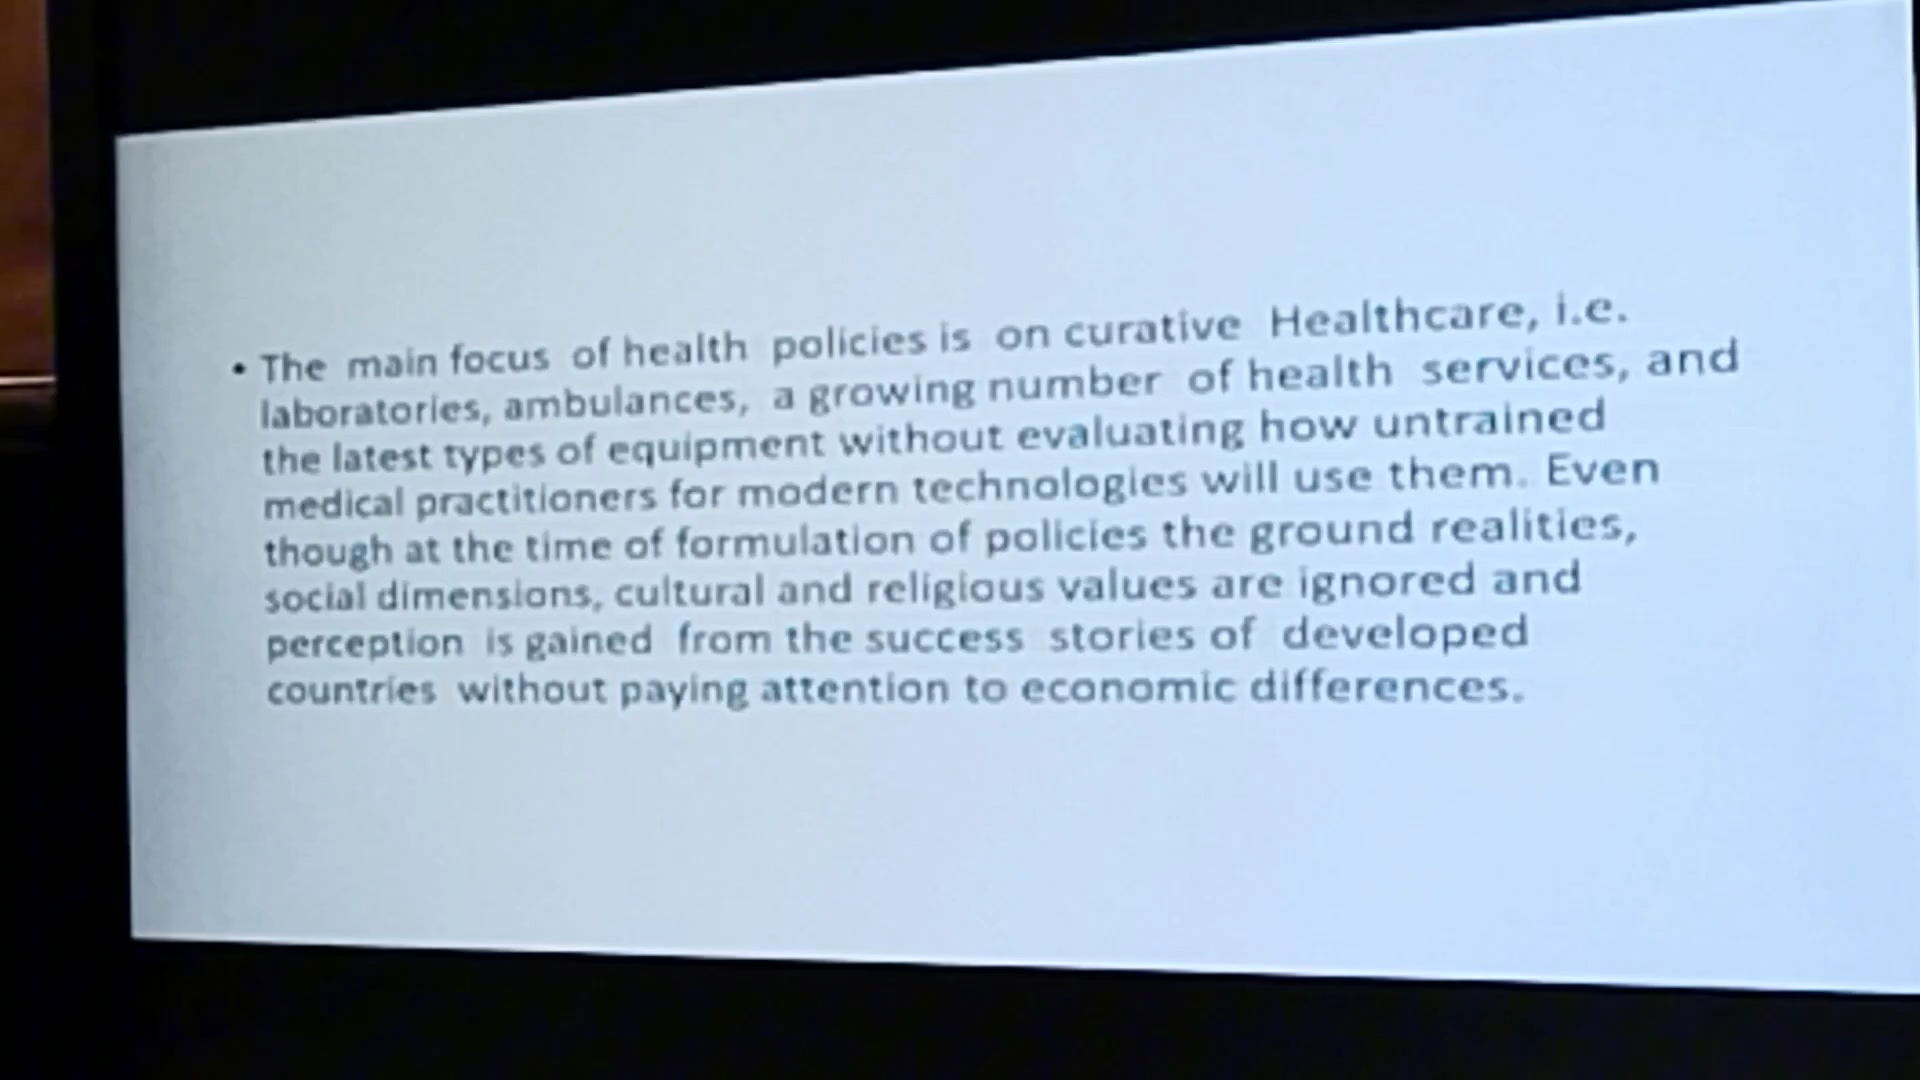 • The main focus of health policies is on curative Healthcare, i.e.
laboratories, ambulances, a growing number of health services, and
the latest types of equipment without evaluating how untrained
medical practitioners for modern technologies will use them. Even
though at the time of formulation of policies the ground realities,
social dimensions, cultural and religious values are ignored and
perception is gained from the success stories of developed
countries without paying attention to economic differences.